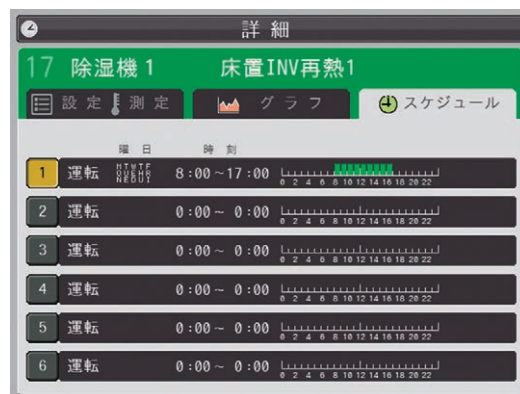 詳細
17 除湿機1 床置INV再熱1
設定 測定 グラフ スケジュール
曜日 時刻
1 運転 MON TUE WED THU FRI 8:00~17:00
0 2 4 6 8 10 12 14 16 18 20 22
2 運転 0:00~ 0:00
0 2 4 6 8 10 12 14 16 18 20 22
3 運転 0:00~ 0:00
0 2 4 6 8 10 12 14 16 18 20 22
4 運転 0:00~ 0:00
0 2 4 6 8 10 12 14 16 18 20 22
5 運転 0:00~ 0:00
0 2 4 6 8 10 12 14 16 18 20 22
6 運転 0:00~ 0:00
0 2 4 6 8 10 12 14 16 18 20 22